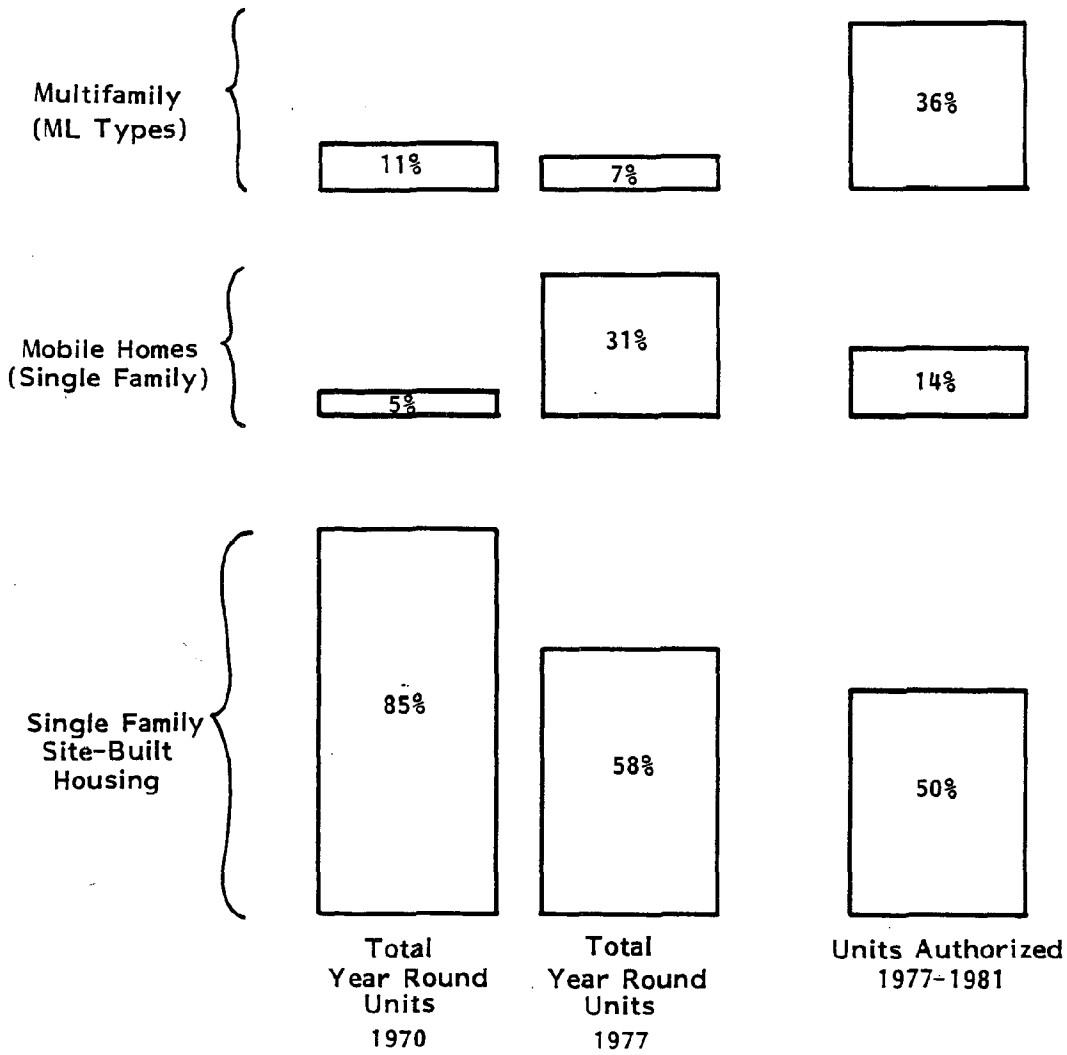 Multifamily
(ML Types)
11%
7%
36%
Mobile Homes
(Single Family)
5%
31%
14%
Single Family
Site-Built
Housing
85%
58%
50%
Total
Year Round
Units
1970
Total
Year Round
Units
1977
Units Authorized
1977-1981